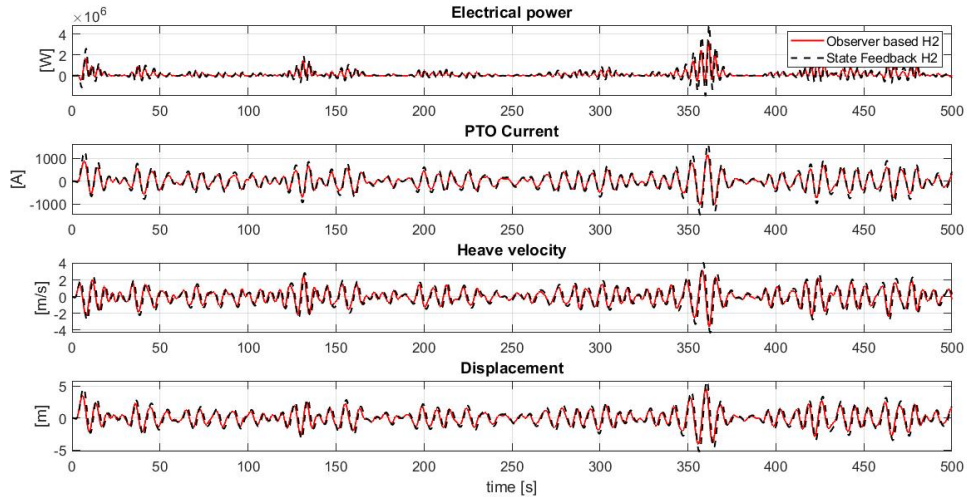 Electrical power
×10⁶
[W]
4
2
0
Observer based H2
State Feedback H2
0 50 100 150 200 250 300 350 400 450 500
PTO Current
[A]
1000
0
-1000
0 50 100 150 200 250 300 350 400 450 500
Heave velocity
[m/s]
4
2
0
-2
-4
0 50 100 150 200 250 300 350 400 450 500
Displacement
[m]
5
0
-5
0 50 100 150 200 250 300 350 400 450 500
time [s]